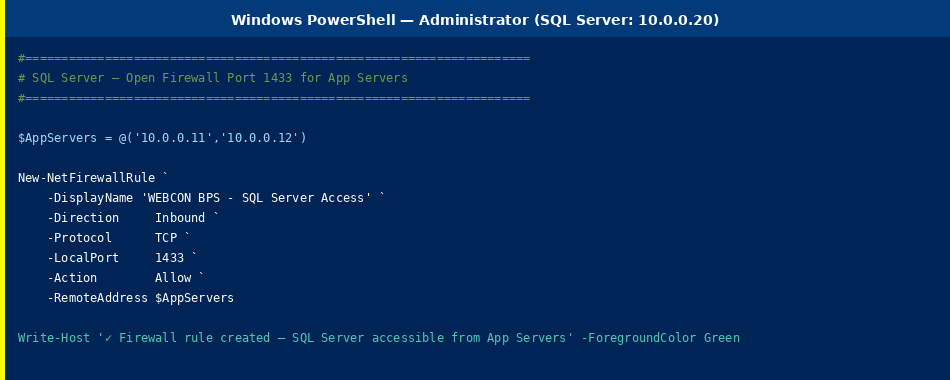 Windows PowerShell — Administrator (SQL Server: 10.0.0.20)
#======================================================================
# SQL Server — Open Firewall Port 1433 for App Servers
#======================================================================
$AppServers = @('10.0.0.11','10.0.0.12')
New-NetFirewallRule `
    -DisplayName 'WEBCON BPS - SQL Server Access' `
    -Direction     Inbound `
    -Protocol      TCP `
    -LocalPort     1433 `
    -Action        Allow `
    -RemoteAddress $AppServers
Write-Host '✓ Firewall rule created — SQL Server accessible from App Servers' -ForegroundColor Green